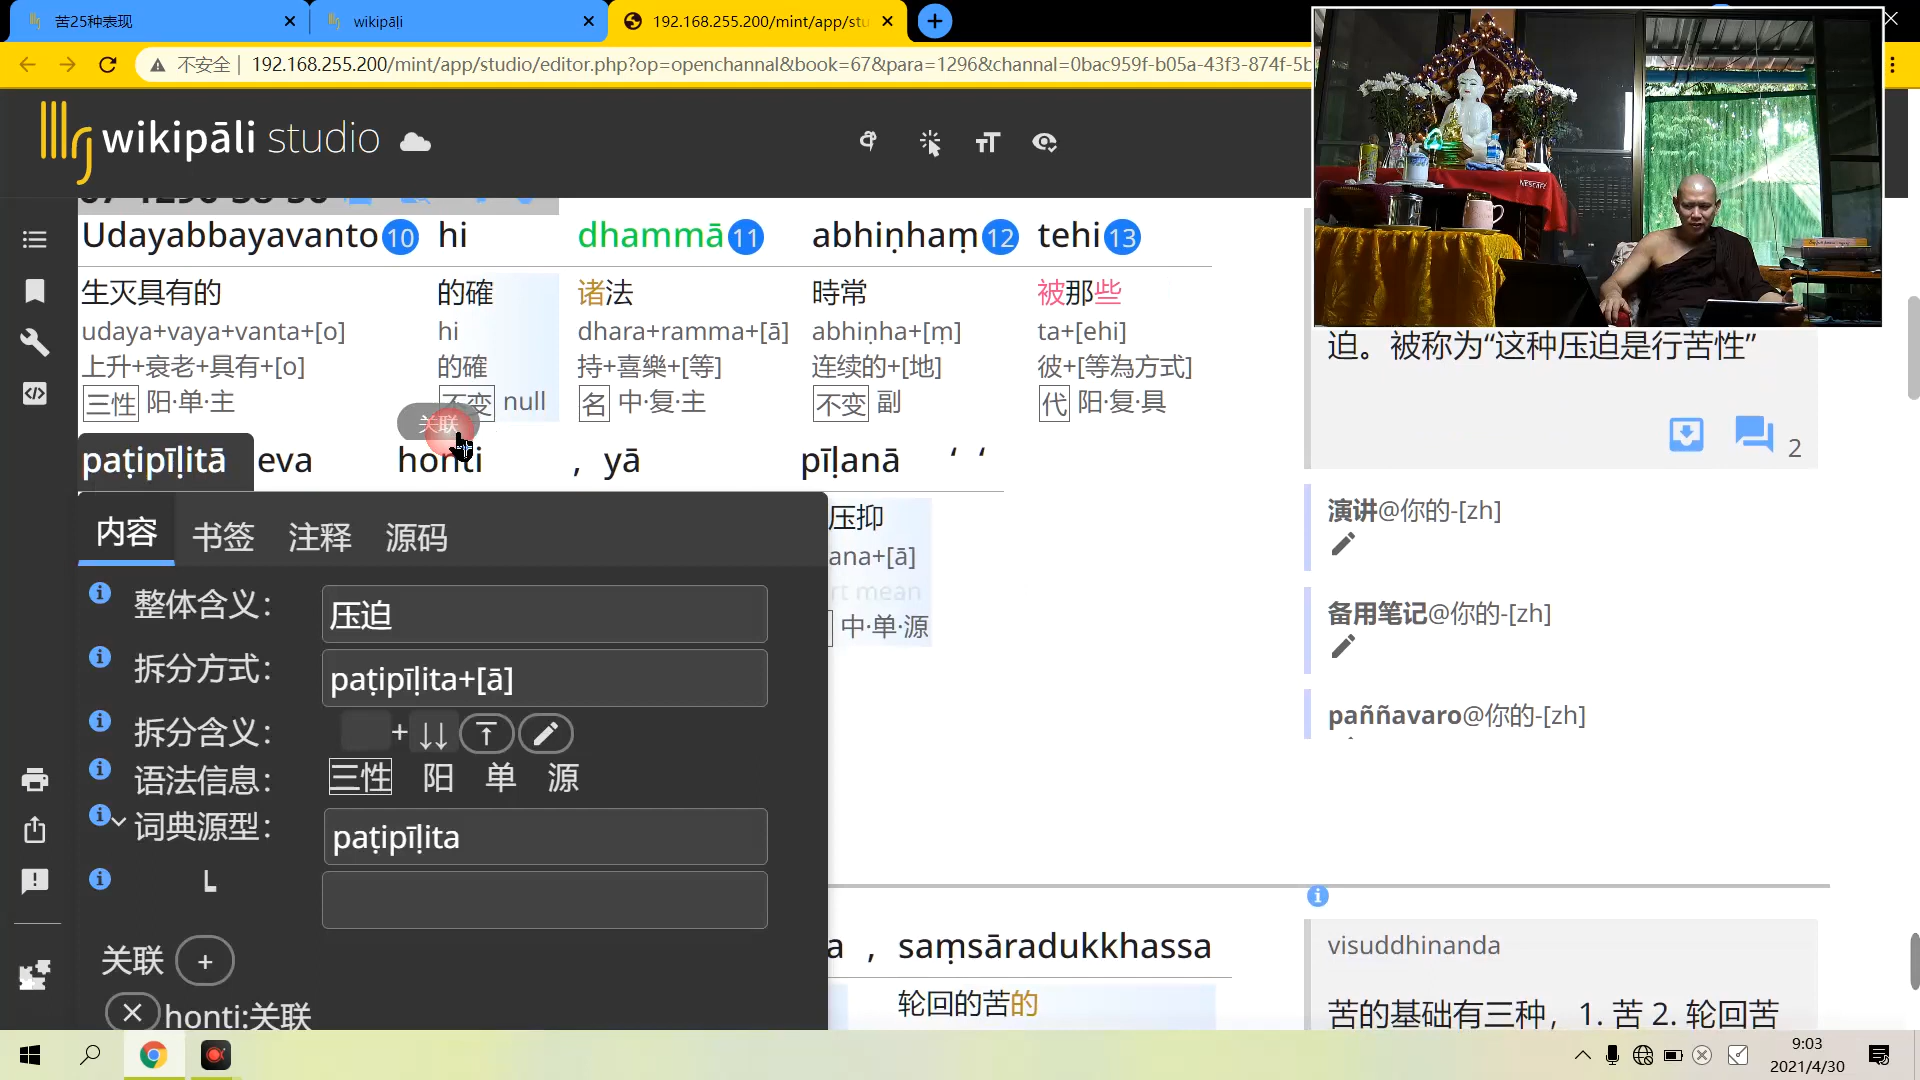 苦25种表现
wikipāḷi
192.168.255.200/mint/app/stu
不安全 | 192.168.255.200/mint/app/studio/editor.php?op=openchannal&book=67&para=1296&channal=0bac959f-b05a-43f3-874f-5b
wikipāli studio
Udayabbayavanto 10 hi dhammā 11 abhiṇhaṃ 12 tehi 13
生灭具有的 的確 诸法 時常 被那些
udaya+vaya+vanta+[o] hi dhara+ramma+[ā] abhiṇha+[ṃ] ta+[ehi]
上升+衰老+具有+[o] 的確 持+喜樂+[等] 连续的+[地] 彼+[等為方式]
三性 阳·单·主 不变 null 名 中·复·主 不变 副 代 阳·复·具
关联
paṭipīḷitā eva honti , yā pīḷanā ‘ ‘
压抑
ana+[ā]
rt mean
中·单·源
内容 书签 注释 源码
整体含义： 压迫
拆分方式： paṭipīḷita+[ā]
拆分含义： + ↓↓
语法信息： 三性 阳 单 源
词典源型： paṭipīḷita
关联 +
honti:关联
a , saṃsāradukkhassa
轮回的苦的
NESCAFÉ
迫。被称为“这种压迫是行苦性”
2
演讲@你的-[zh]
备用笔记@你的-[zh]
paññavaro@你的-[zh]
visuddhinanda
苦的基础有三种，1. 苦 2. 轮回苦
9:03
2021/4/30